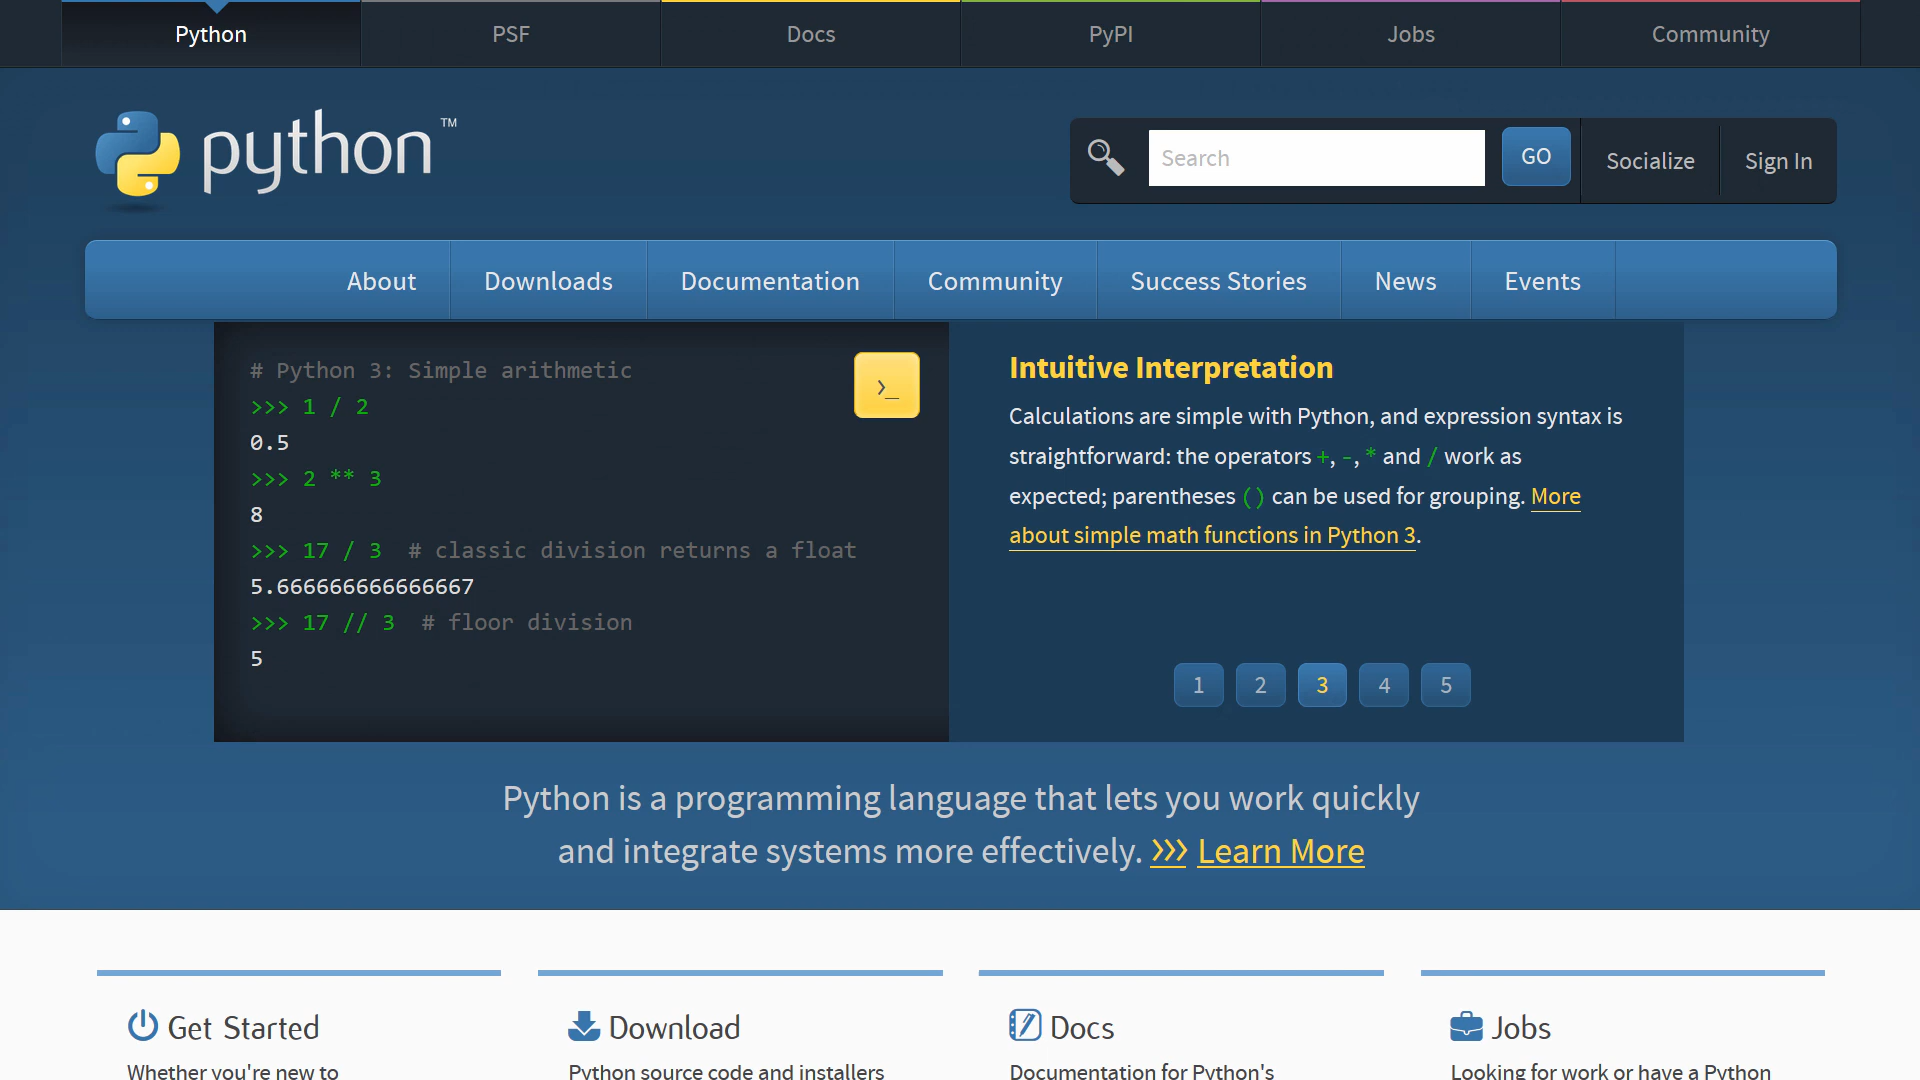 Python
PSF
Docs
PyPI
Jobs
Community
python™
Search
GO
Socialize
Sign In
About
Downloads
Documentation
Community
Success Stories
News
Events
# Python 3: Simple arithmetic
>>> 1 / 2
0.5
>>> 2 ** 3
8
>>> 17 / 3  # classic division returns a float
5.666666666666667
>>> 17 // 3  # floor division
5
>_
Intuitive Interpretation
Calculations are simple with Python, and expression syntax is
straightforward: the operators +, -, * and / work as
expected; parentheses () can be used for grouping. More
about simple math functions in Python 3.
1
2
3
4
5
Python is a programming language that lets you work quickly
and integrate systems more effectively. >>> Learn More
Get Started
Whether you're new to
Download
Python source code and installers
Docs
Documentation for Python's
Jobs
Looking for work or have a Python